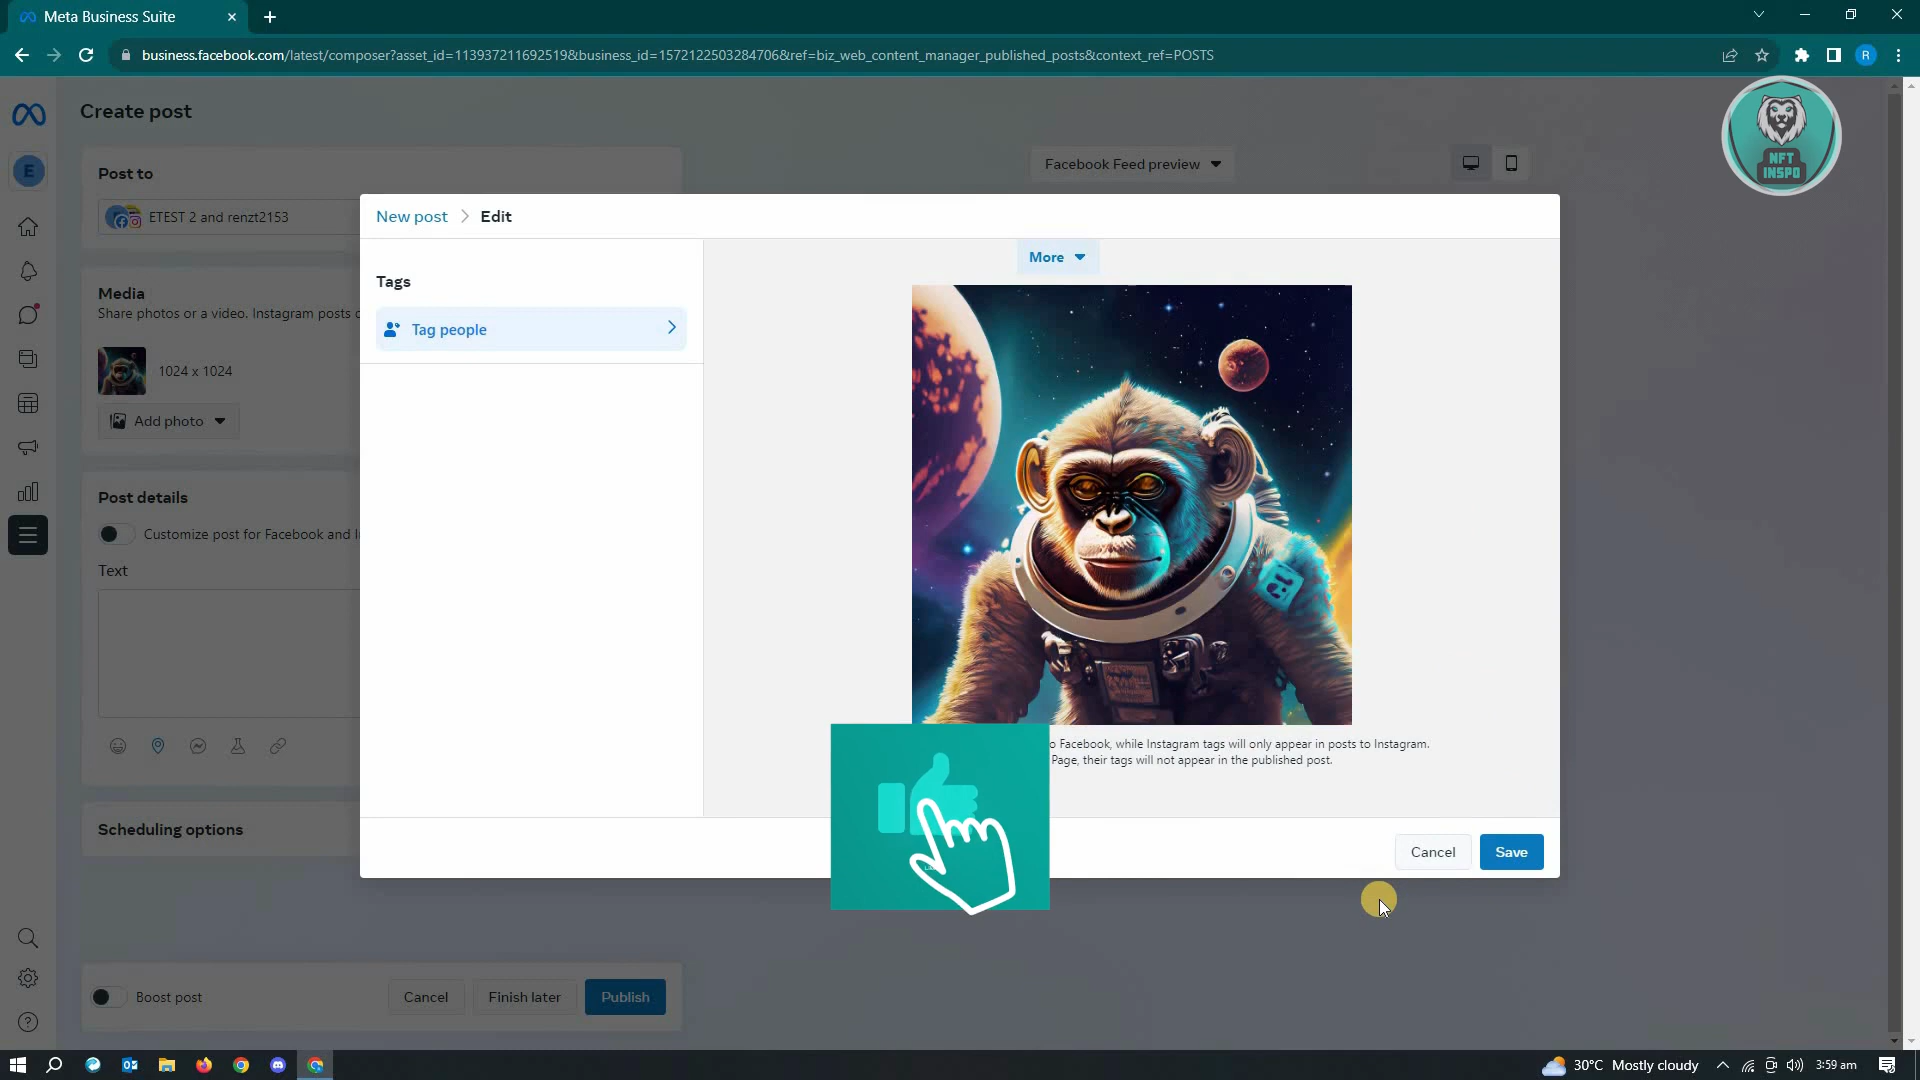 Meta Business Suite
business.facebook.com/latest/composer?asset_id=113937211692519&business_id=1572122503284706&ref=biz_web_content_manager_published_posts&context_ref=POSTS
R
Create post
NFT
INSPO
E
Post to
Facebook Feed preview
ETEST 2 and renzt2153
New post > Edit
More
Tags
Tag people
Media
Share photos or a video. Instagram posts
1024 x 1024
Add photo
Post details
Customize post for Facebook and
Text
o Facebook, while Instagram tags will only appear in posts to Instagram.
Page, their tags will not appear in the published post.
Scheduling options
Cancel
Save
Boost post
Cancel
Finish later
Publish
30°C Mostly cloudy
3:59 am